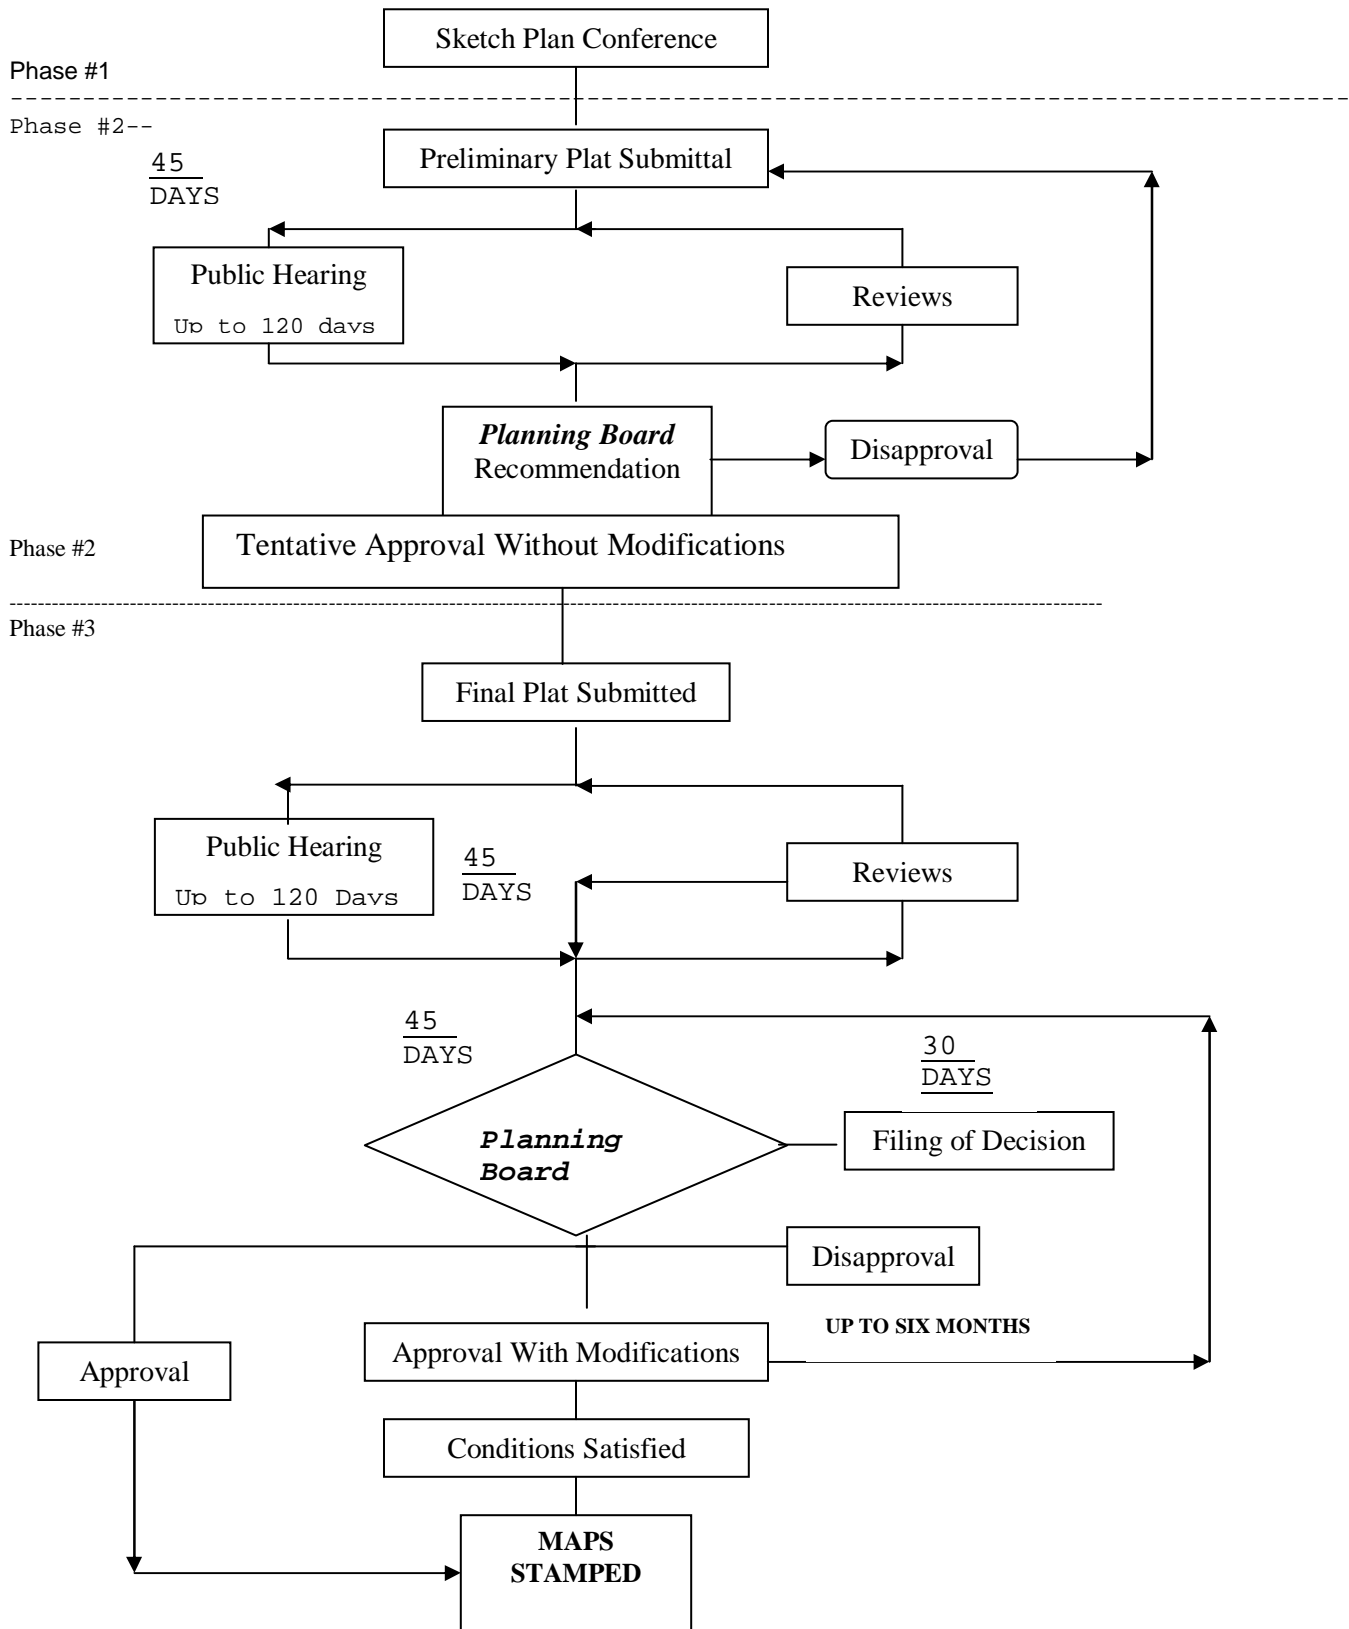 Sketch Plan Conference
Phase #1
Phase #2--
45
DAYS
Preliminary Plat Submittal
Public Hearing
Up to 120 days
Reviews
Planning Board
Recommendation
Disapproval
Phase #2
Tentative Approval Without Modifications
Phase #3
Final Plat Submitted
Public Hearing
Up to 120 Days
45
DAYS
Reviews
45
DAYS
30
DAYS
Planning
Board
Filing of Decision
Disapproval
UP TO SIX MONTHS
Approval
Approval With Modifications
Conditions Satisfied
MAPS
STAMPED